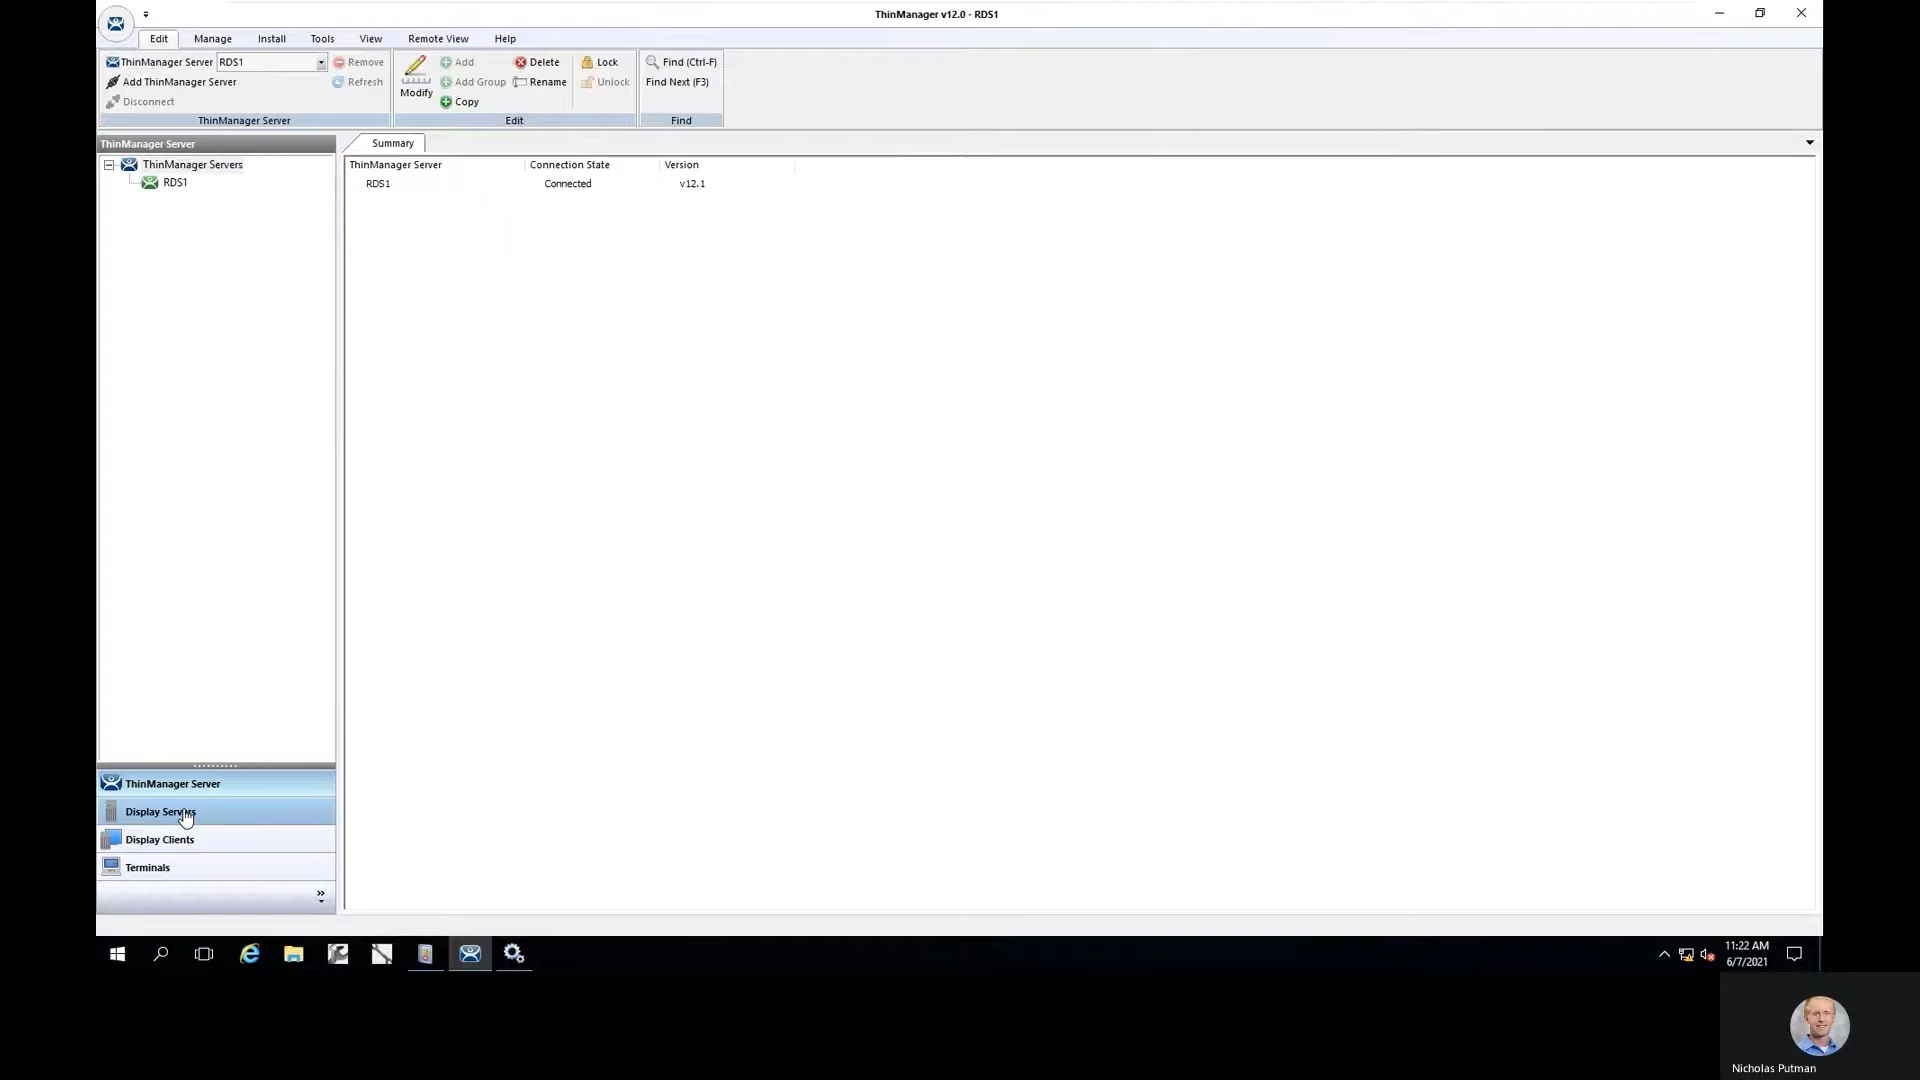 ThinManager v12.0 - RDS1
Edit Manage Install Tools View Remote View Help
ThinManager Server RDS1 Remove Add Delete Lock Find (Ctrl-F)
Add ThinManager Server Refresh Modify Add Group Rename Unlock Find Next (F3)
Disconnect Copy
ThinManager Server Edit Find
ThinManager Server Summary
ThinManager Servers ThinManager Server Connection State Version
RDS1 RDS1 Connected v12.1
ThinManager Server
Display Servers
Display Clients
Terminals
11:22 AM
6/7/2021
Nicholas Putman